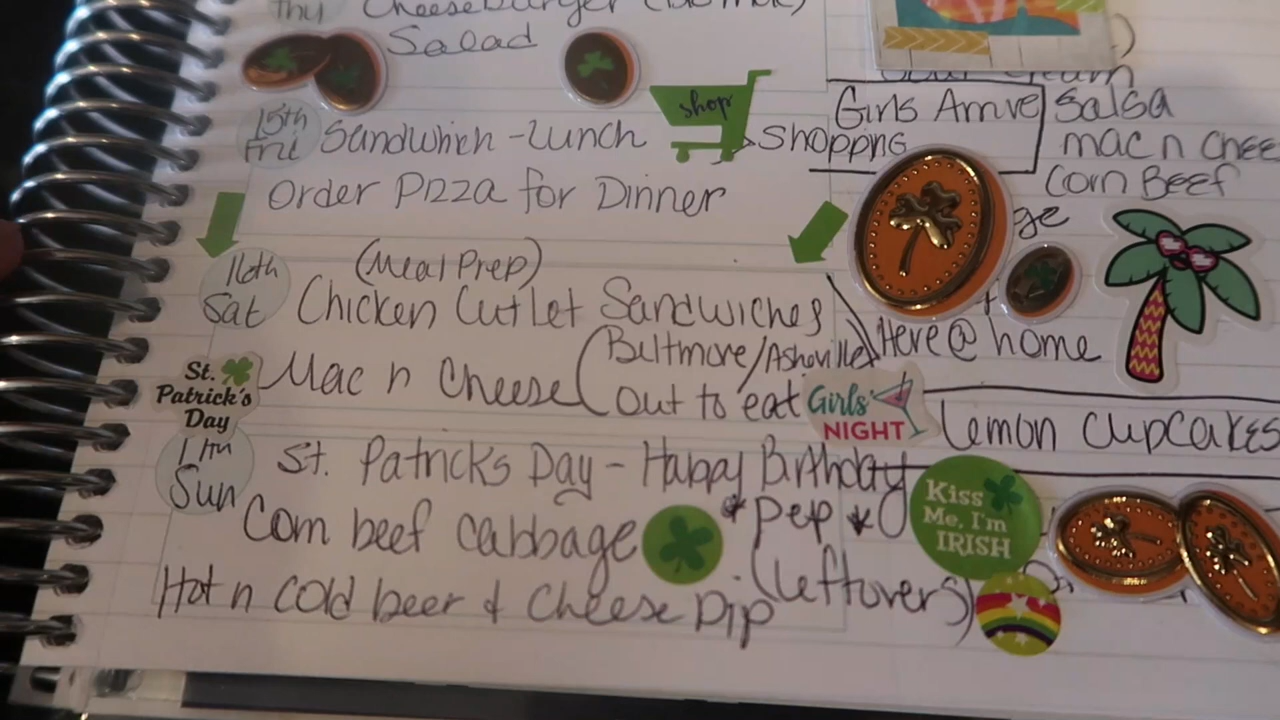 Thu Cheeseburger
Salad
shop
15th
Fri
Sandwhich - Lunch
Shopping
Girls Arrive
Order Pizza for Dinner
Salsa
mac n chee
Corn Beef
16th
Sat
(Meal Prep)
Chicken Cutlet Sandwiches
Mac n Cheese
(Biltmore/Asheville)
out to eat
Here @ home
Girls' NIGHT
Lemon Cupcakes
St.
Patrick's
Day
17th
Sun
St. Patricks Day - Happy Birthday
*Pep*
Corn beef cabbage
(leftovers)
Hot n cold beer & Cheese Dip
Kiss
Me, I'm
IRISH